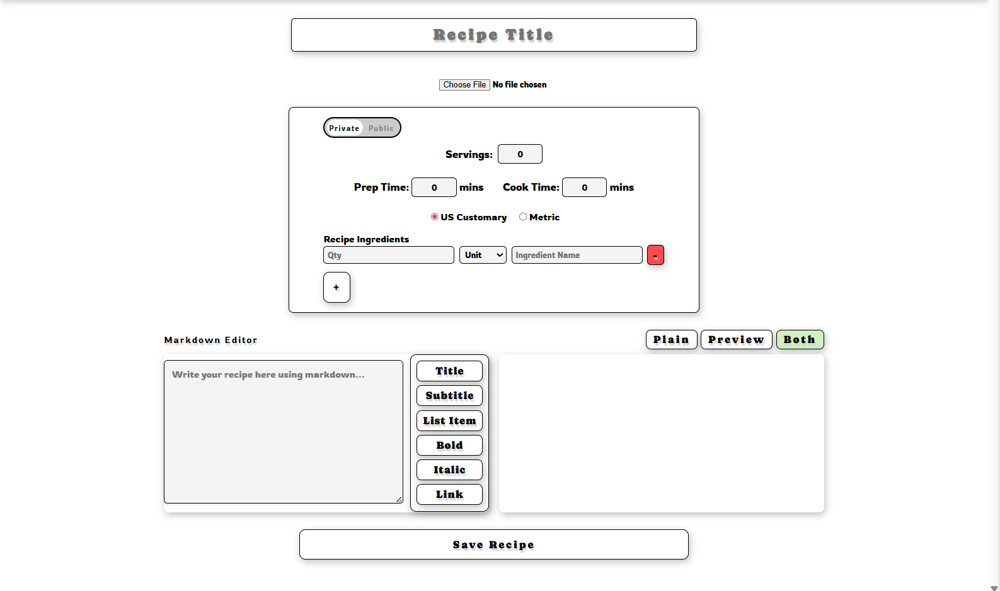 Recipe Title
Choose File No file chosen
Private Public
Servings: 0
Prep Time: 0 mins Cook Time: 0 mins
US Customary Metric
Recipe Ingredients
Qty Unit Ingredient Name -
+
Markdown Editor Plain Preview Both
Write your recipe here using markdown...
Title
Subtitle
List Item
Bold
Italic
Link
Save Recipe